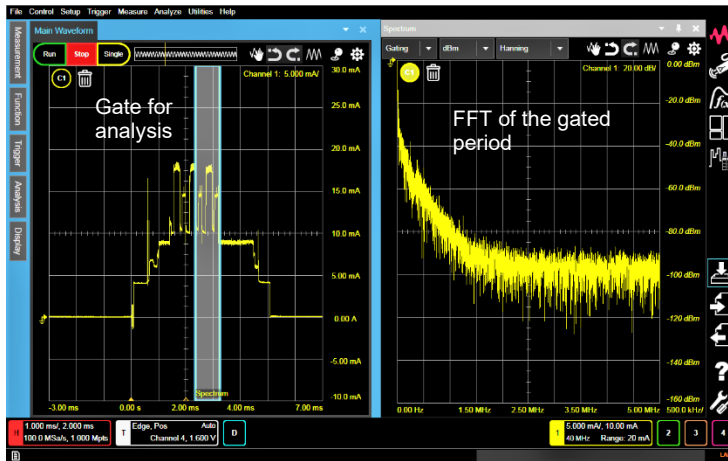 File Control Setup Trigger Measure Analyze Utilities Help
Main Waveform
Run Stop Single
C1
Channel 1: 5.000 mA/
Gate for
analysis
30.0 mA
25.0 mA
20.0 mA
15.0 mA
10.0 mA
5.00 mA
0.00 A
-5.00 mA
-10.0 mA
Spectrum
-3.00 ms 0.00 s 2.00 ms 4.00 ms 7.00 ms
Measurement
Function
Trigger
Analysis
Display
Spectrum
Gating dBm Hanning
C1
Channel 1: 20.00 dB/
FFT of the gated
period
0.00 dBm
-20.0 dBm
-40.0 dBm
-60.0 dBm
-80.0 dBm
-100 dBm
-120 dBm
-140 dBm
-160 dBm
0.00 Hz 1.50 MHz 2.50 MHz 3.50 MHz 5.00 MHz 500.0 kHz/
H 1.000 ms/, 2.000 ms
100.0 MSa/s, 1.000 Mpts
T Edge, Pos Auto
Channel 4, 1.600 V
D
1 5.000 mA/, 10.00 mA
40 MHz Range: 20 mA
2 3 4